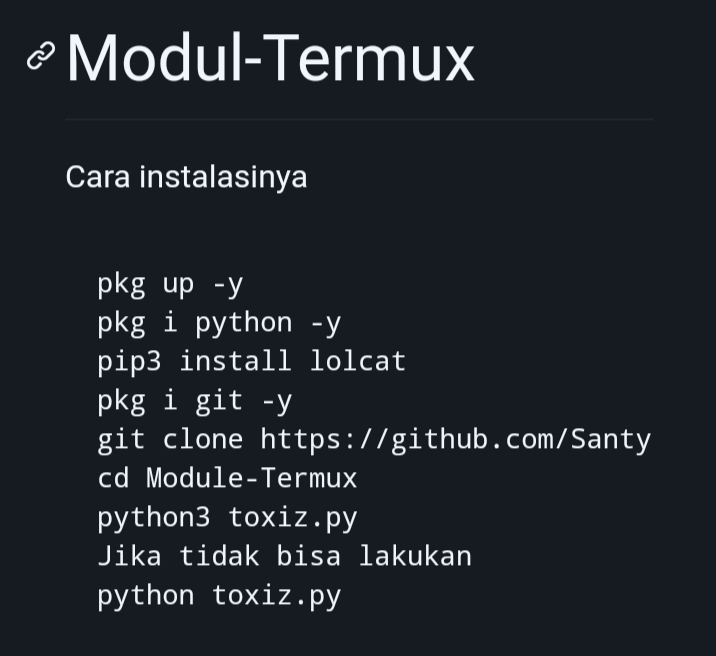 Modul-Termux
Cara instalasinya
pkg up -y
pkg i python -y
pip3 install lolcat
pkg i git -y
git clone https://github.com/Santy
cd Module-Termux
python3 toxiz.py
Jika tidak bisa lakukan
python toxiz.py